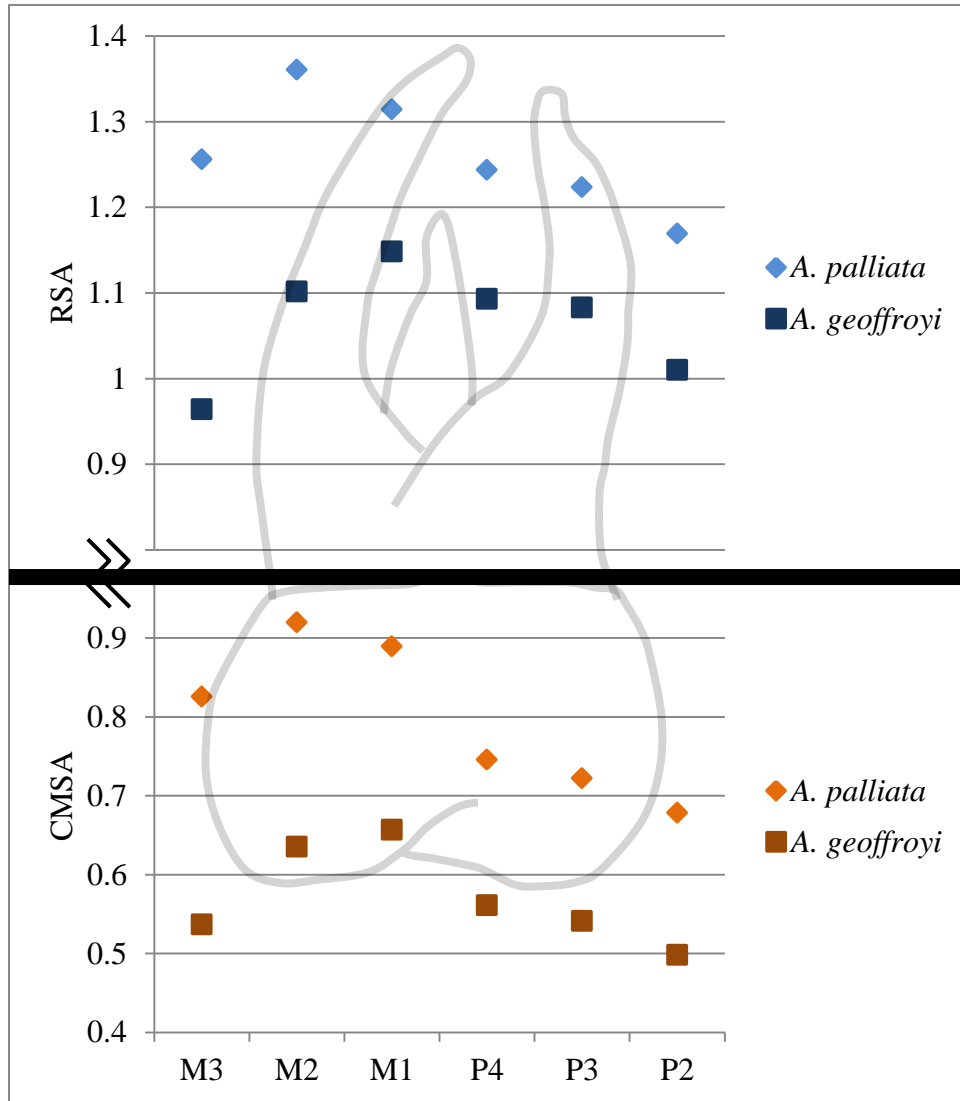 1.4
1.3
1.2
1.1
1
0.9
RSA
A. palliata
A. geoffroyi
0.9
0.8
0.7
0.6
0.5
0.4
CMSA
A. palliata
A. geoffroyi
M3 M2 M1 P4 P3 P2